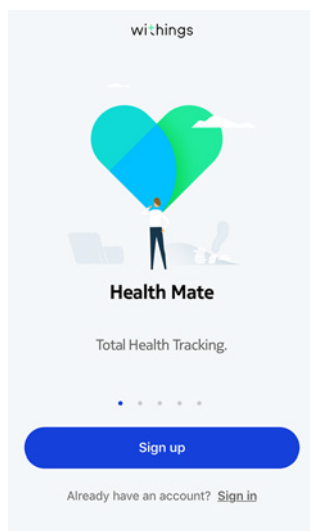 withings
Health Mate
Total Health Tracking.
Sign up
Already have an account? Sign in